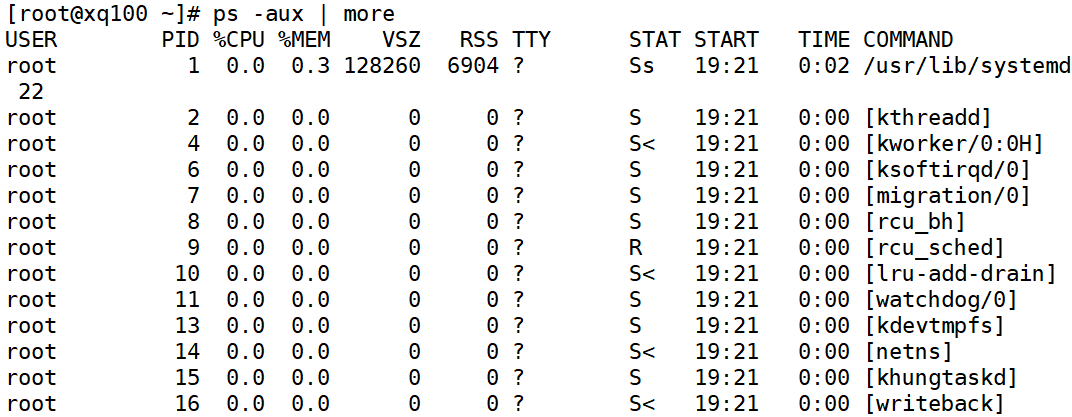 [root@xq100 ~]# ps -aux | more
USER        PID %CPU %MEM    VSZ   RSS TTY      STAT START   TIME COMMAND
root          1  0.0  0.3 128260  6904 ?        Ss   19:21   0:02 /usr/lib/systemd
 22
root          2  0.0  0.0      0     0 ?        S    19:21   0:00 [kthreadd]
root          4  0.0  0.0      0     0 ?        S<   19:21   0:00 [kworker/0:0H]
root          6  0.0  0.0      0     0 ?        S    19:21   0:00 [ksoftirqd/0]
root          7  0.0  0.0      0     0 ?        S    19:21   0:00 [migration/0]
root          8  0.0  0.0      0     0 ?        S    19:21   0:00 [rcu_bh]
root          9  0.0  0.0      0     0 ?        R    19:21   0:00 [rcu_sched]
root         10  0.0  0.0      0     0 ?        S<   19:21   0:00 [lru-add-drain]
root         11  0.0  0.0      0     0 ?        S    19:21   0:00 [watchdog/0]
root         13  0.0  0.0      0     0 ?        S    19:21   0:00 [kdevtmpfs]
root         14  0.0  0.0      0     0 ?        S<   19:21   0:00 [netns]
root         15  0.0  0.0      0     0 ?        S    19:21   0:00 [khungtaskd]
root         16  0.0  0.0      0     0 ?        S<   19:21   0:00 [writeback]